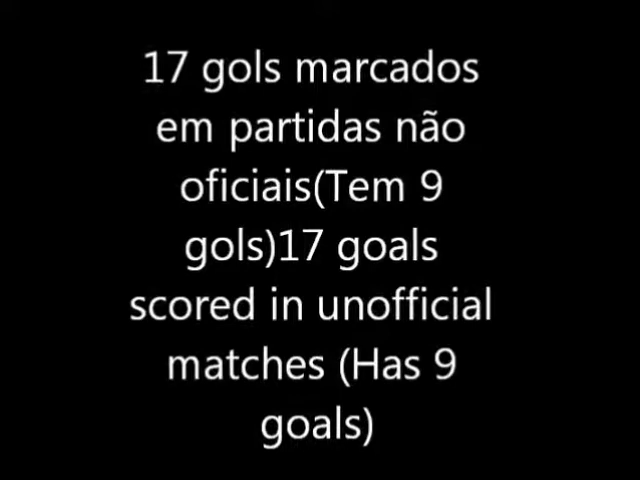 17 gols marcados
em partidas não
oficiais(Tem 9
gols)17 goals
scored in unofficial
matches (Has 9
goals)